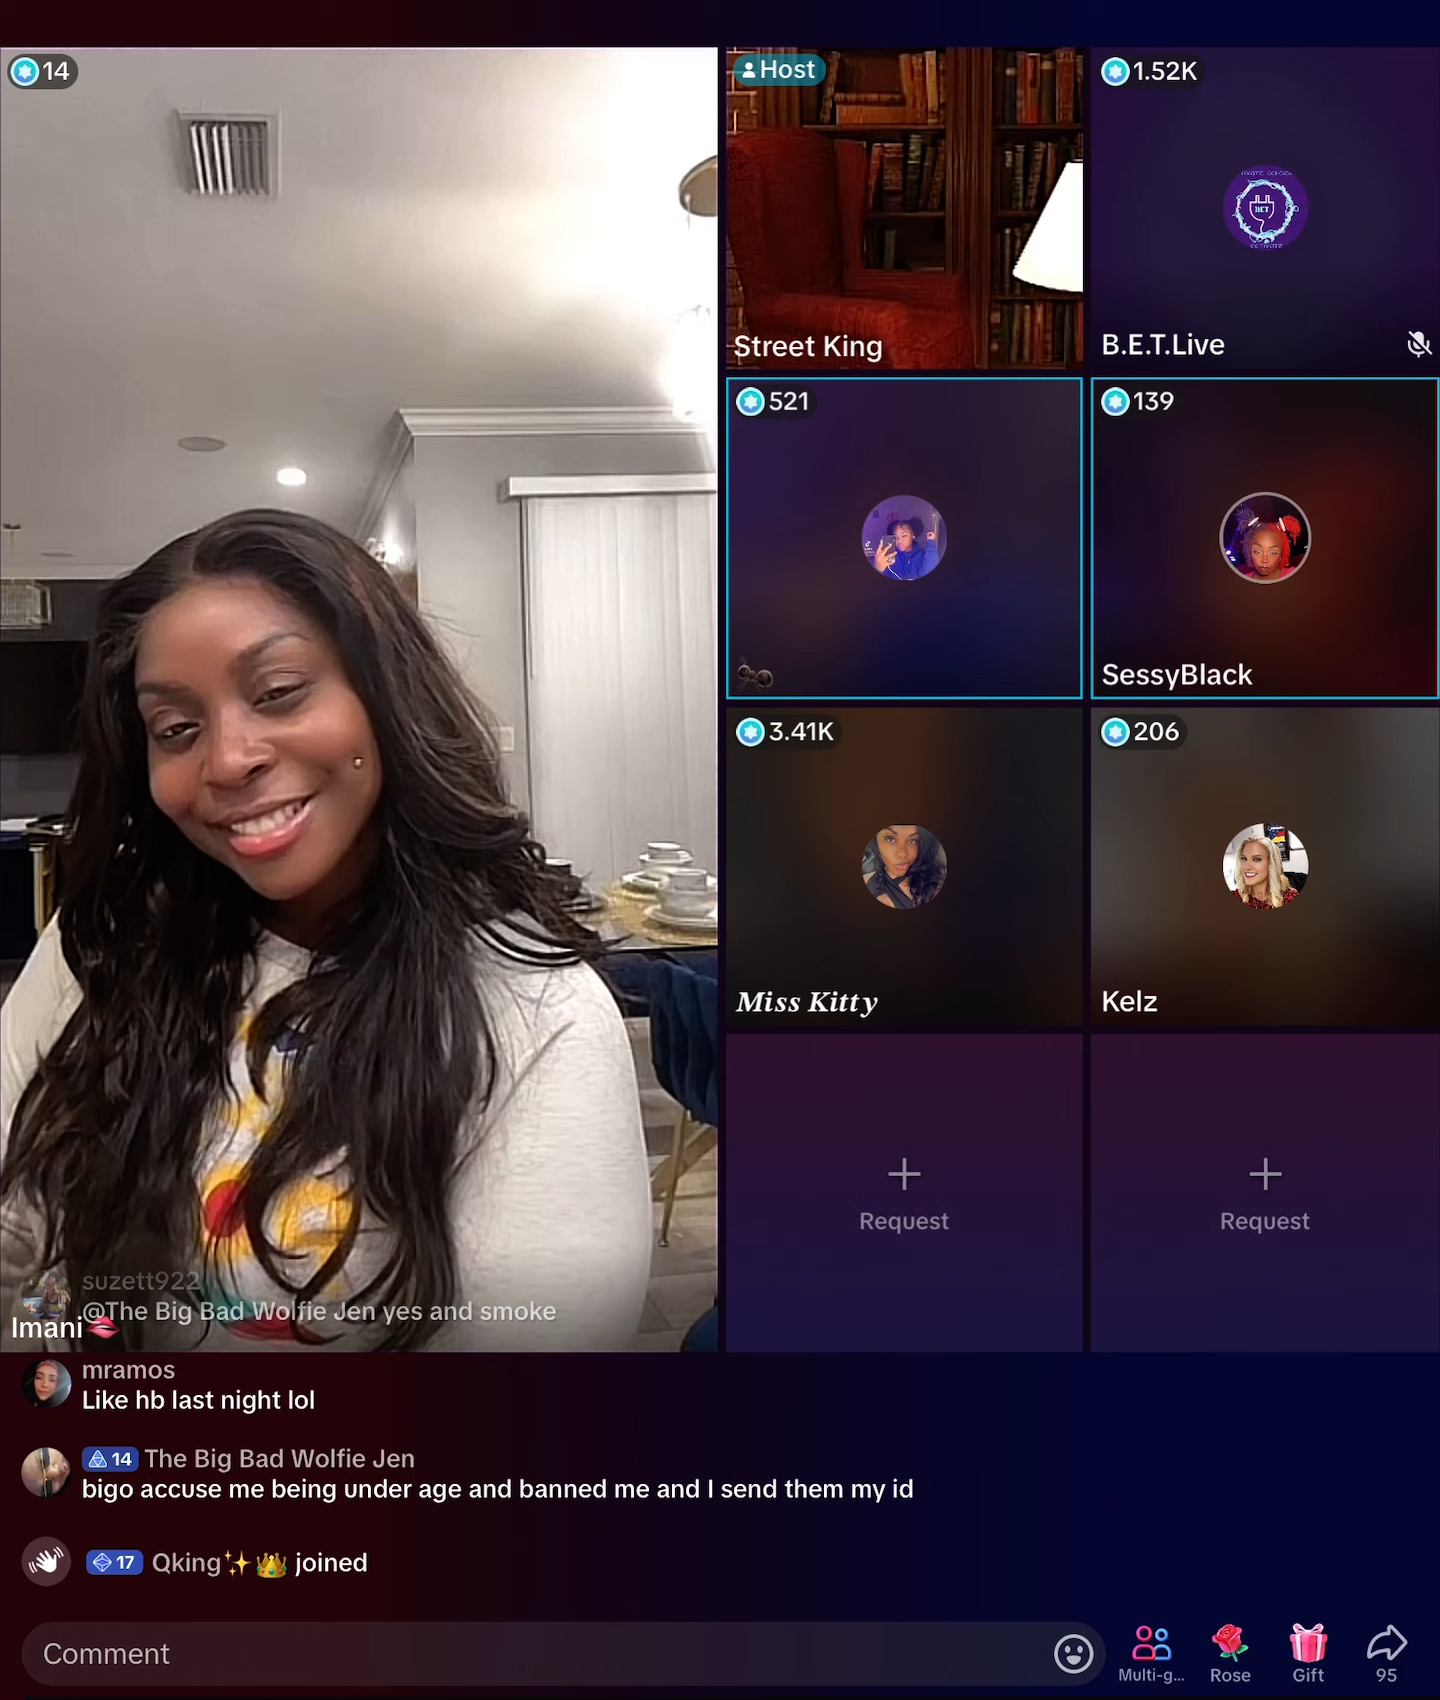 14
Host
Street King
1.52K
B.E.T.Live
521
139
SessyBlack
3.41K
Miss Kitty
206
Kelz
Request
Request
suzett922
@The Big Bad Wolfie Jen yes and smoke
Imani💋
mramos
Like hb last night lol
14 The Big Bad Wolfie Jen
bigo accuse me being under age and banned me and I send them my id
17 Qking✨👑 joined
Comment
Multi-g...
Rose
Gift
95